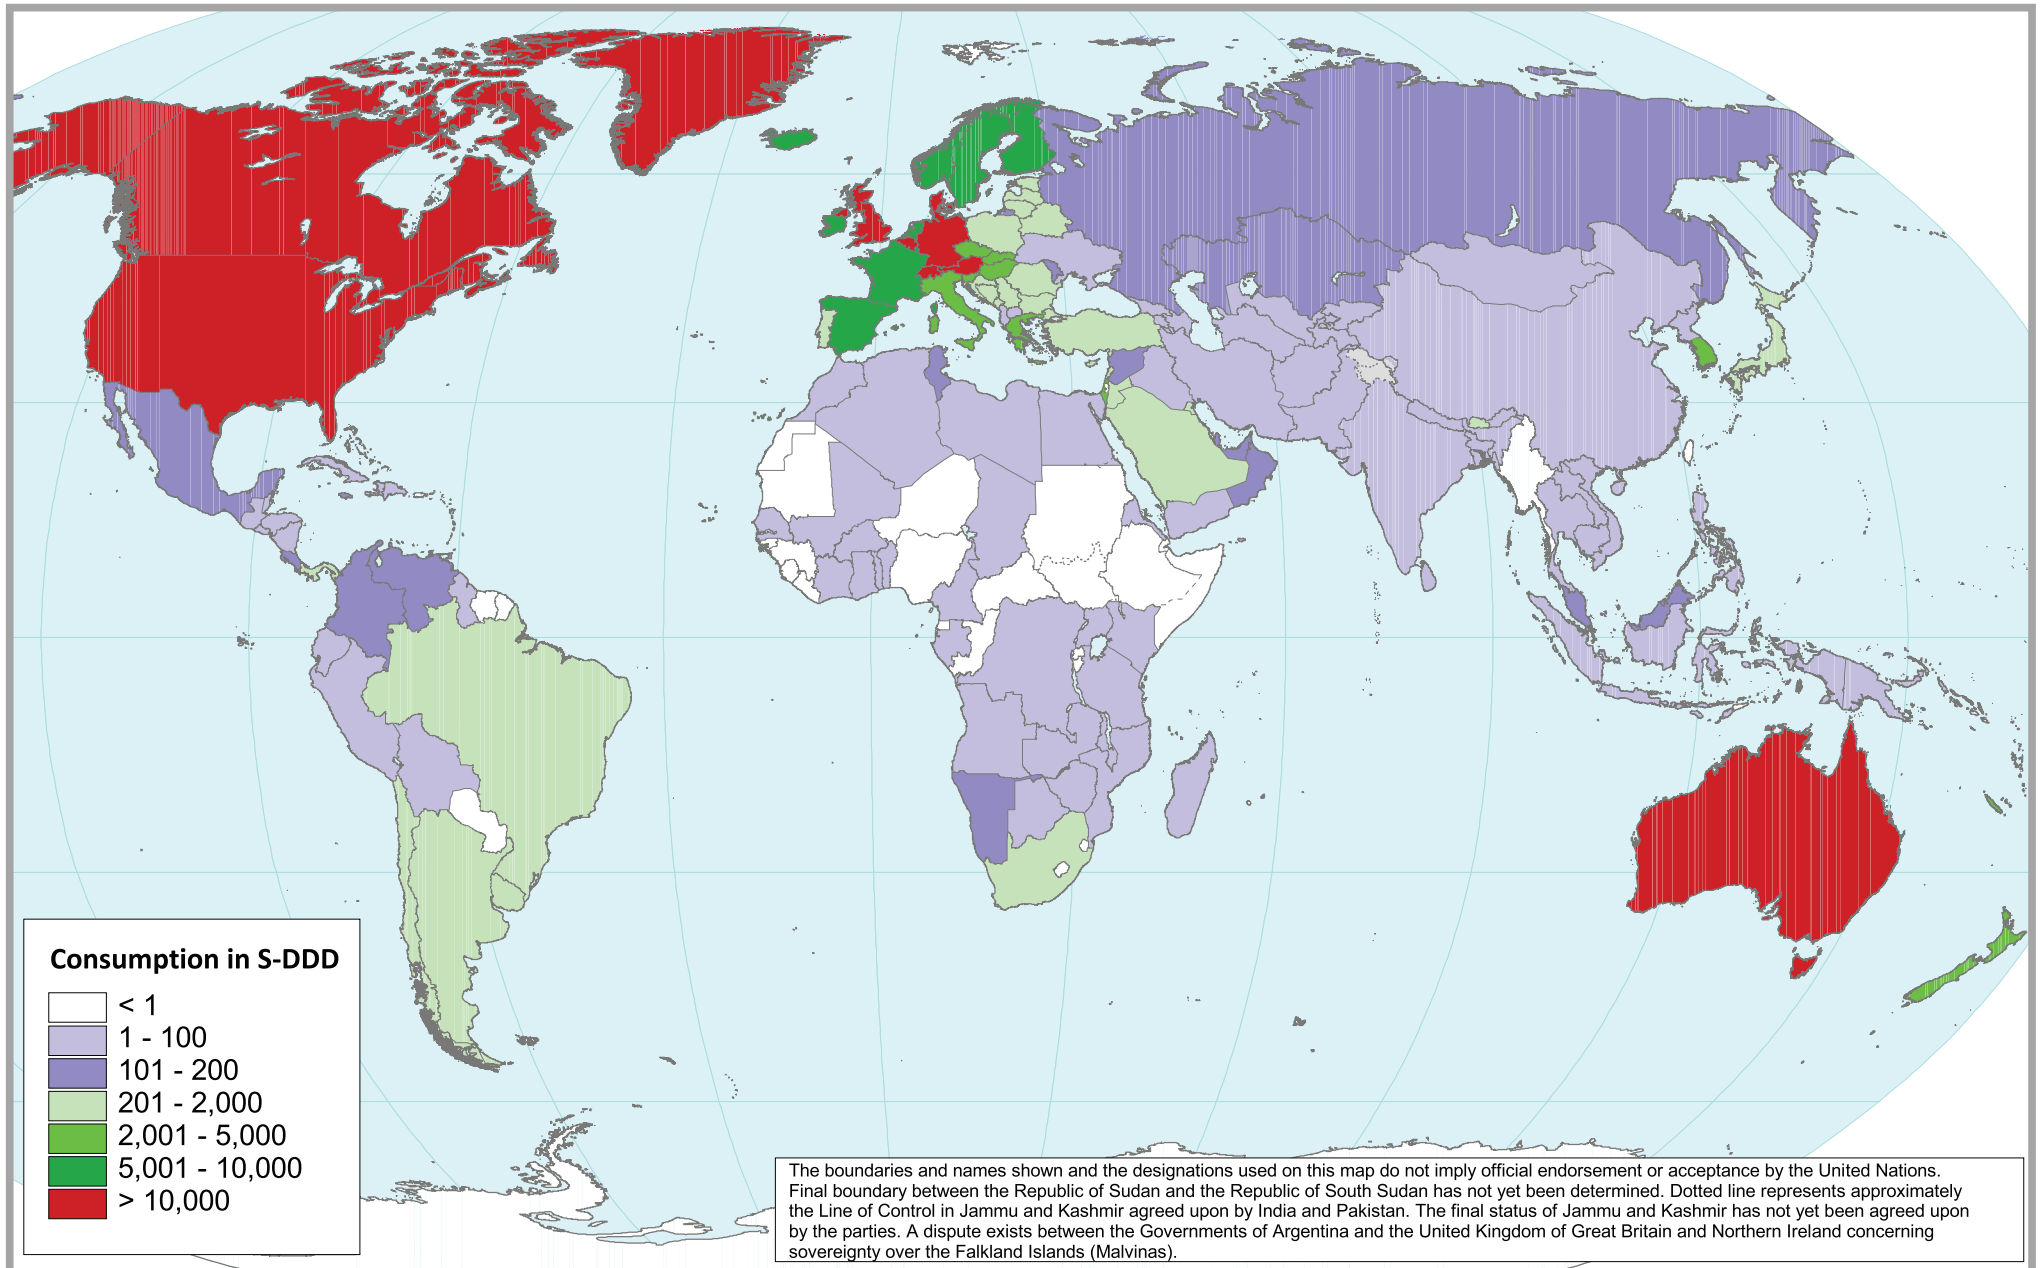 Consumption in S-DDD
< 1
1 - 100
101 - 200
201 - 2,000
2,001 - 5,000
5,001 - 10,000
> 10,000
The boundaries and names shown and the designations used on this map do not imply official endorsement or acceptance by the United Nations.
Final boundary between the Republic of Sudan and the Republic of South Sudan has not yet been determined. Dotted line represents approximately
the Line of Control in Jammu and Kashmir agreed upon by India and Pakistan. The final status of Jammu and Kashmir has not yet been agreed upon
by the parties. A dispute exists between the Governments of Argentina and the United Kingdom of Great Britain and Northern Ireland concerning
sovereignty over the Falkland Islands (Malvinas).